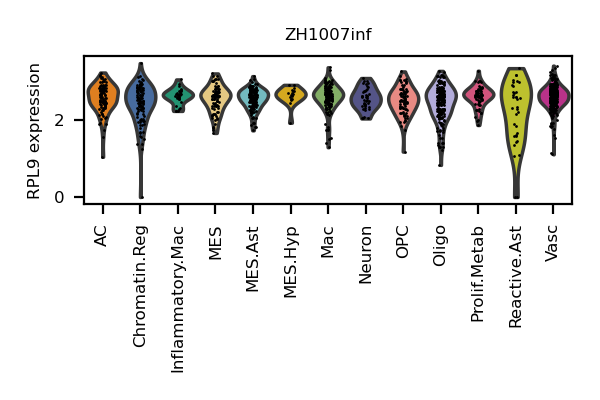 ZH1007inf
RPL9 expression
2
0
AC
Chromatin.Reg
Inflammatory.Mac
MES
MES.Ast
MES.Hyp
Mac
Neuron
OPC
Oligo
Prolif.Metab
Reactive.Ast
Vasc